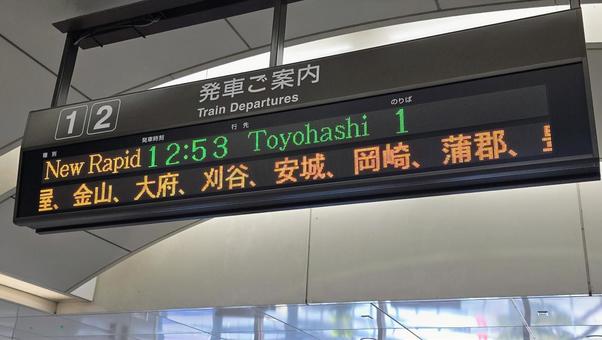 1 2 発車ご案内
Train Departures
種別 発車時刻 行先 のりば
New Rapid 12:53 Toyohashi 1
屋、金山、大府、刈谷、安城、岡崎、蒲郡、